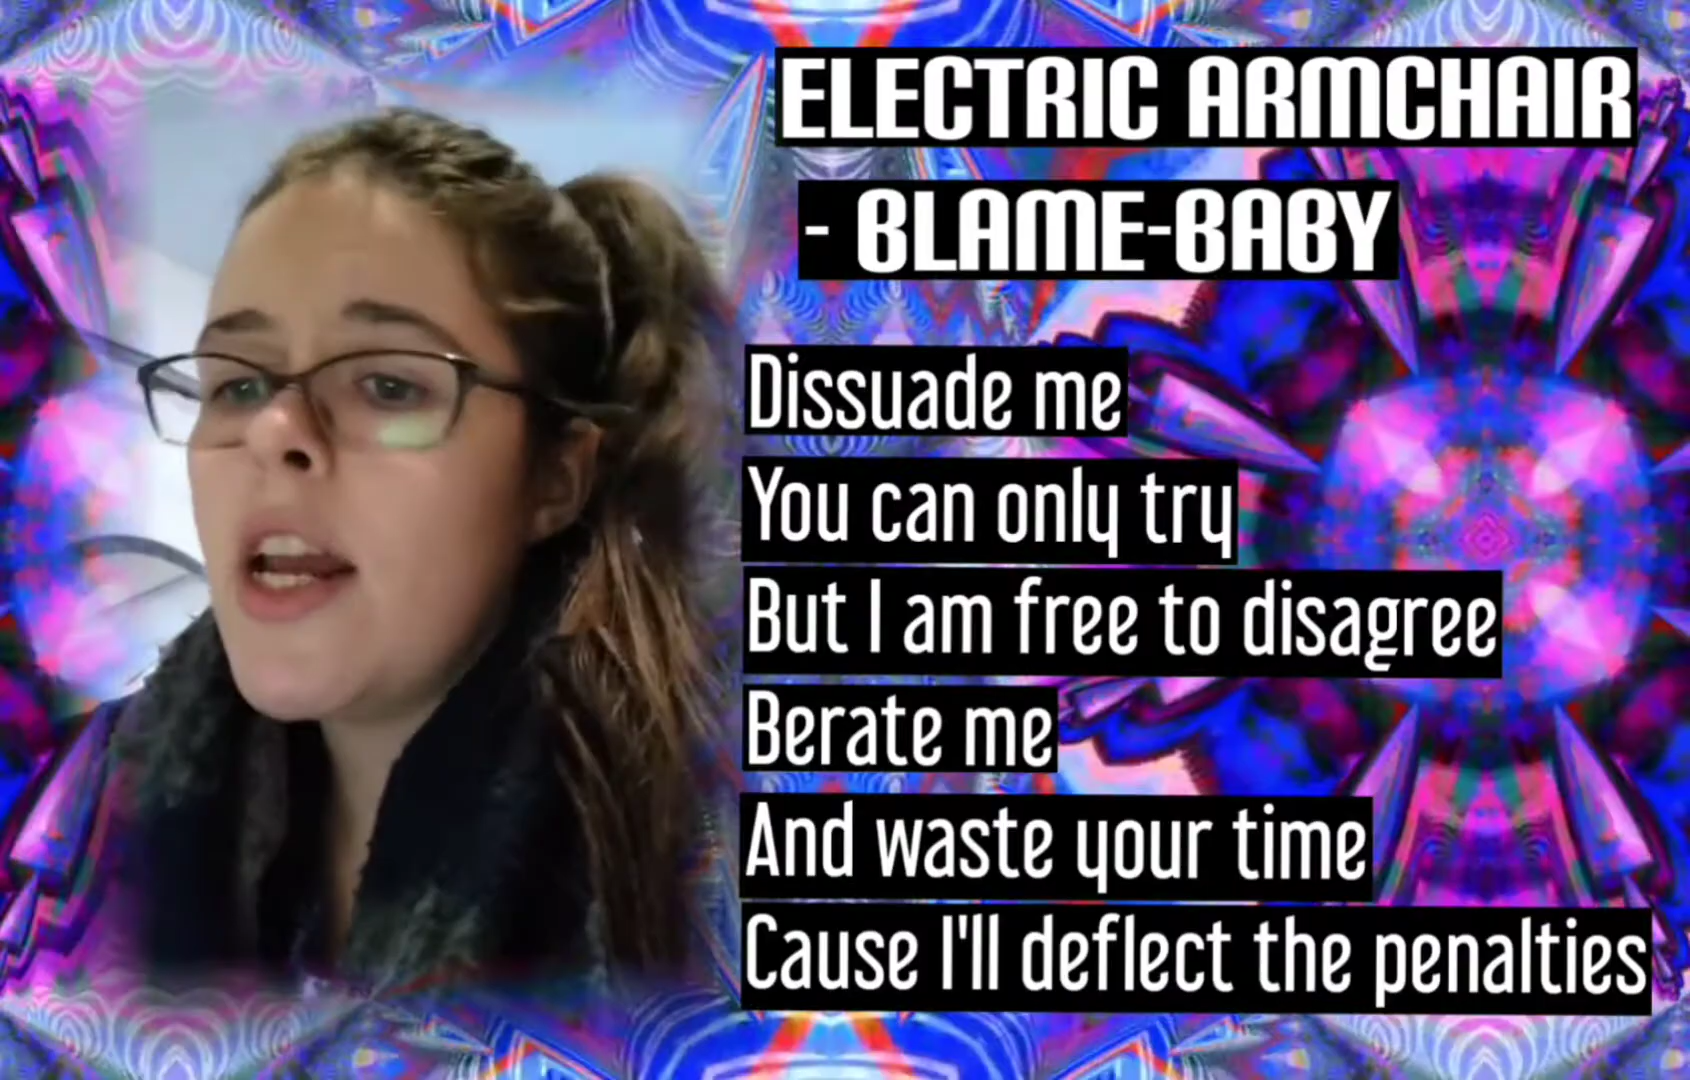 ELECTRIC ARMCHAIR
- BLAME-BABY
Dissuade me
You can only try
But I am free to disagree
Berate me
And waste your time
Cause I'll deflect the penalties